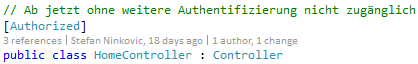 // Ab jetzt ohne weitere Authentifizierung nicht zugänglich
[Authorized]
3 references | Stefan Ninkovic, 18 days ago | 1 author, 1 change
public class HomeController : Controller